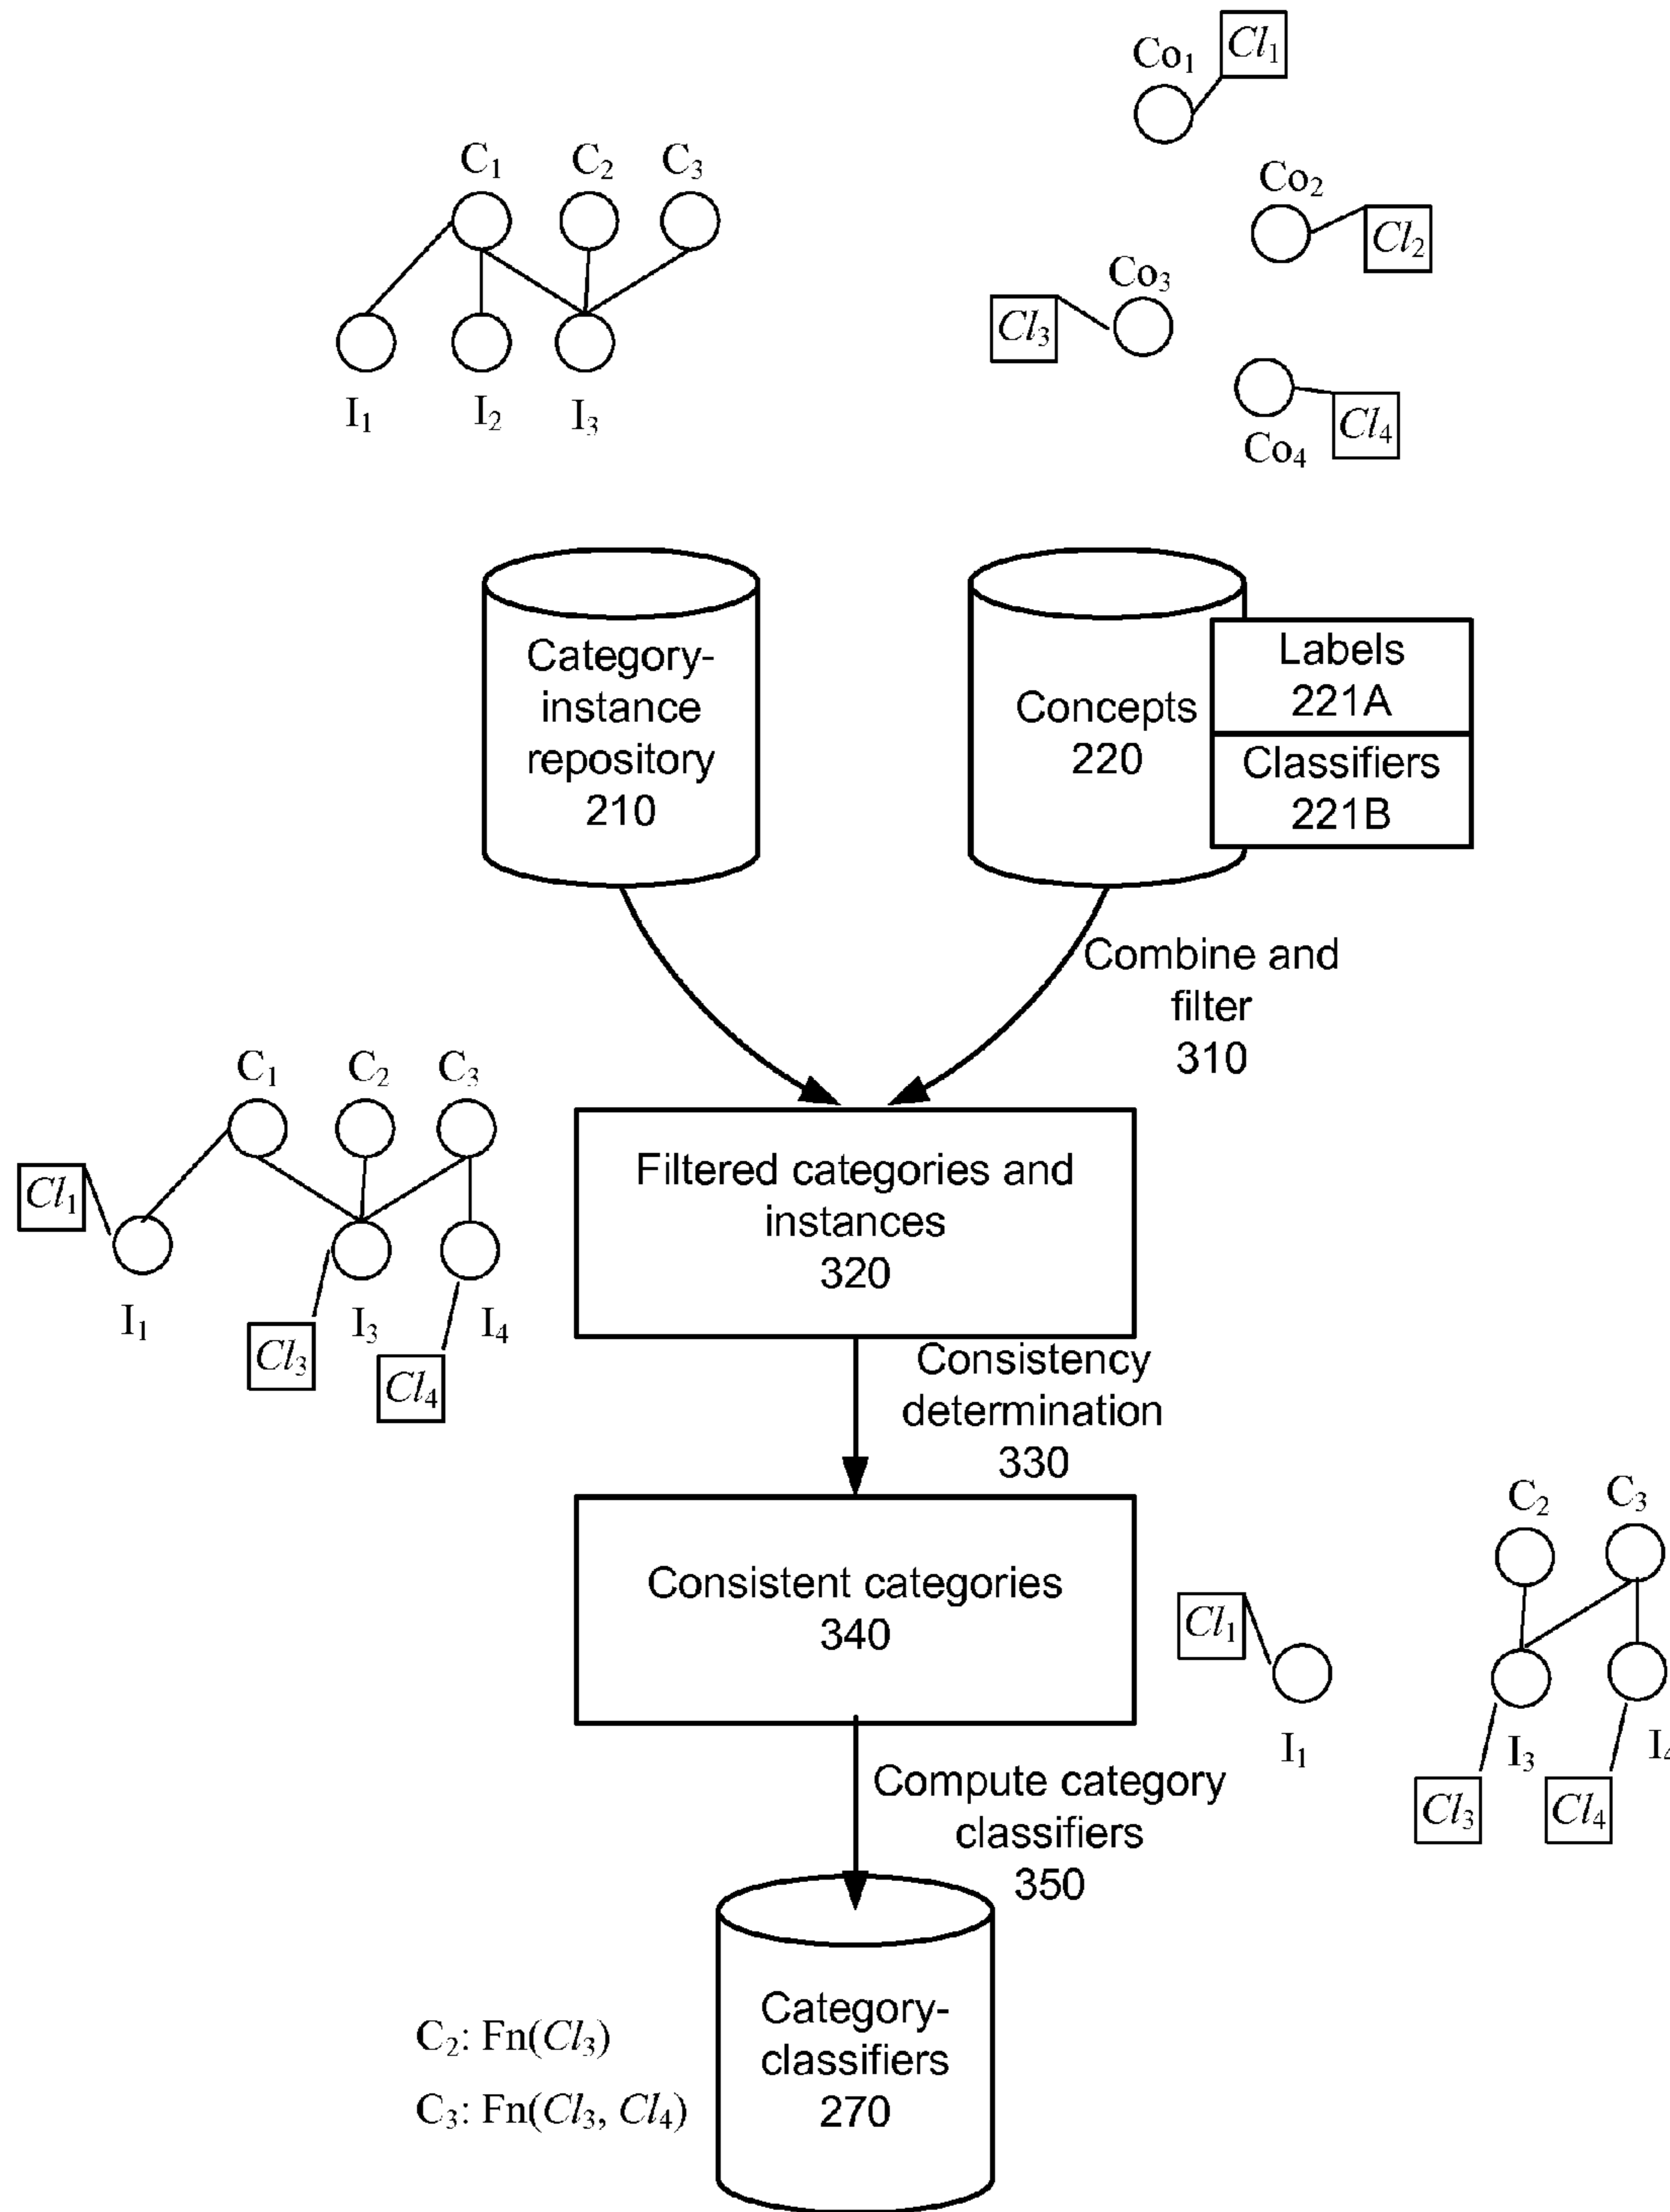 Cl₁
Co₁
C₁ C₂ C₃
Co₂
Cl₂
Co₃
Cl₃
I₁ I₂ I₃
Cl₄
Co₄
Category-
instance
repository
210
Concepts
220
Labels
221A
Classifiers
221B
Combine and
filter
310
C₁ C₂ C₃
Cl₁
I₁ I₃ I₄
Cl₃
Cl₄
Filtered categories and
instances
320
Consistency
determination
330
Consistent categories
340
C₂ C₃
Cl₁
I₁ I₃ I₄
Cl₃ Cl₄
Compute category
classifiers
350
Category-
classifiers
270
C₂: Fn(Cl₃)
C₃: Fn(Cl₃, Cl₄)